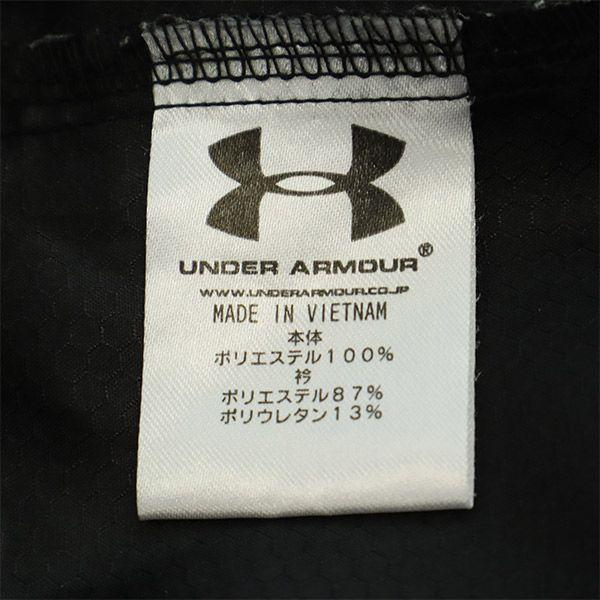 UNDER ARMOUR®
WWW.UNDERARMOUR.CO.JP
MADE IN VIETNAM
本体
ポリエステル100%
衿
ポリエステル87%
ポリウレタン13%